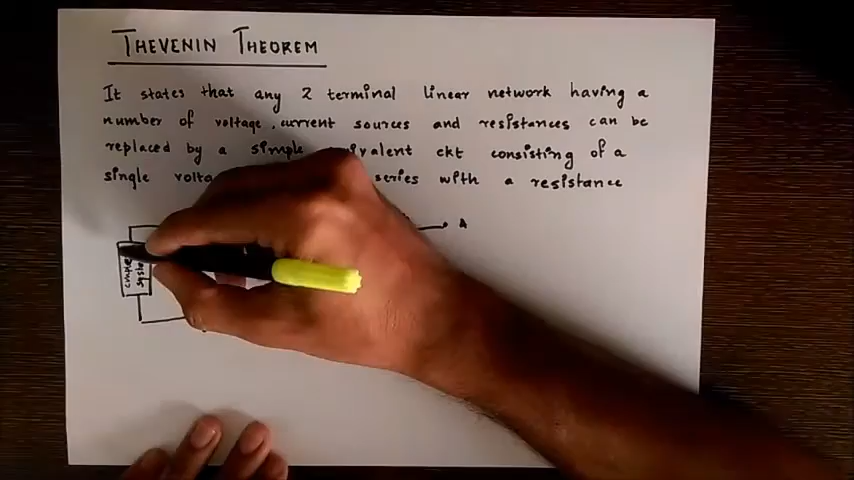 THEVENIN THEOREM
It states that any 2 terminal linear network having a
number of voltage, current sources and resistances can be
replaced by a simple equivalent ckt consisting of a
single series with a resistance
A